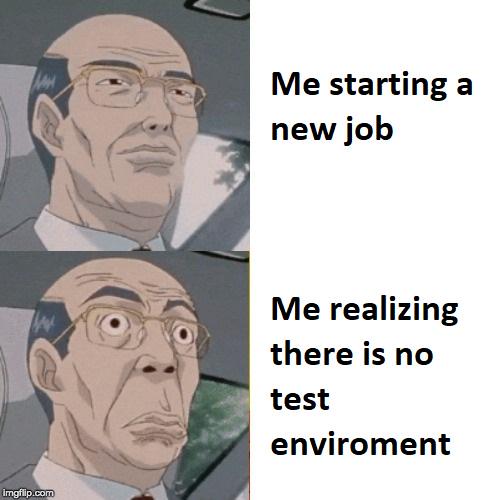 Me starting a
new job
Me realizing
there is no
test
enviroment
imgflip.com